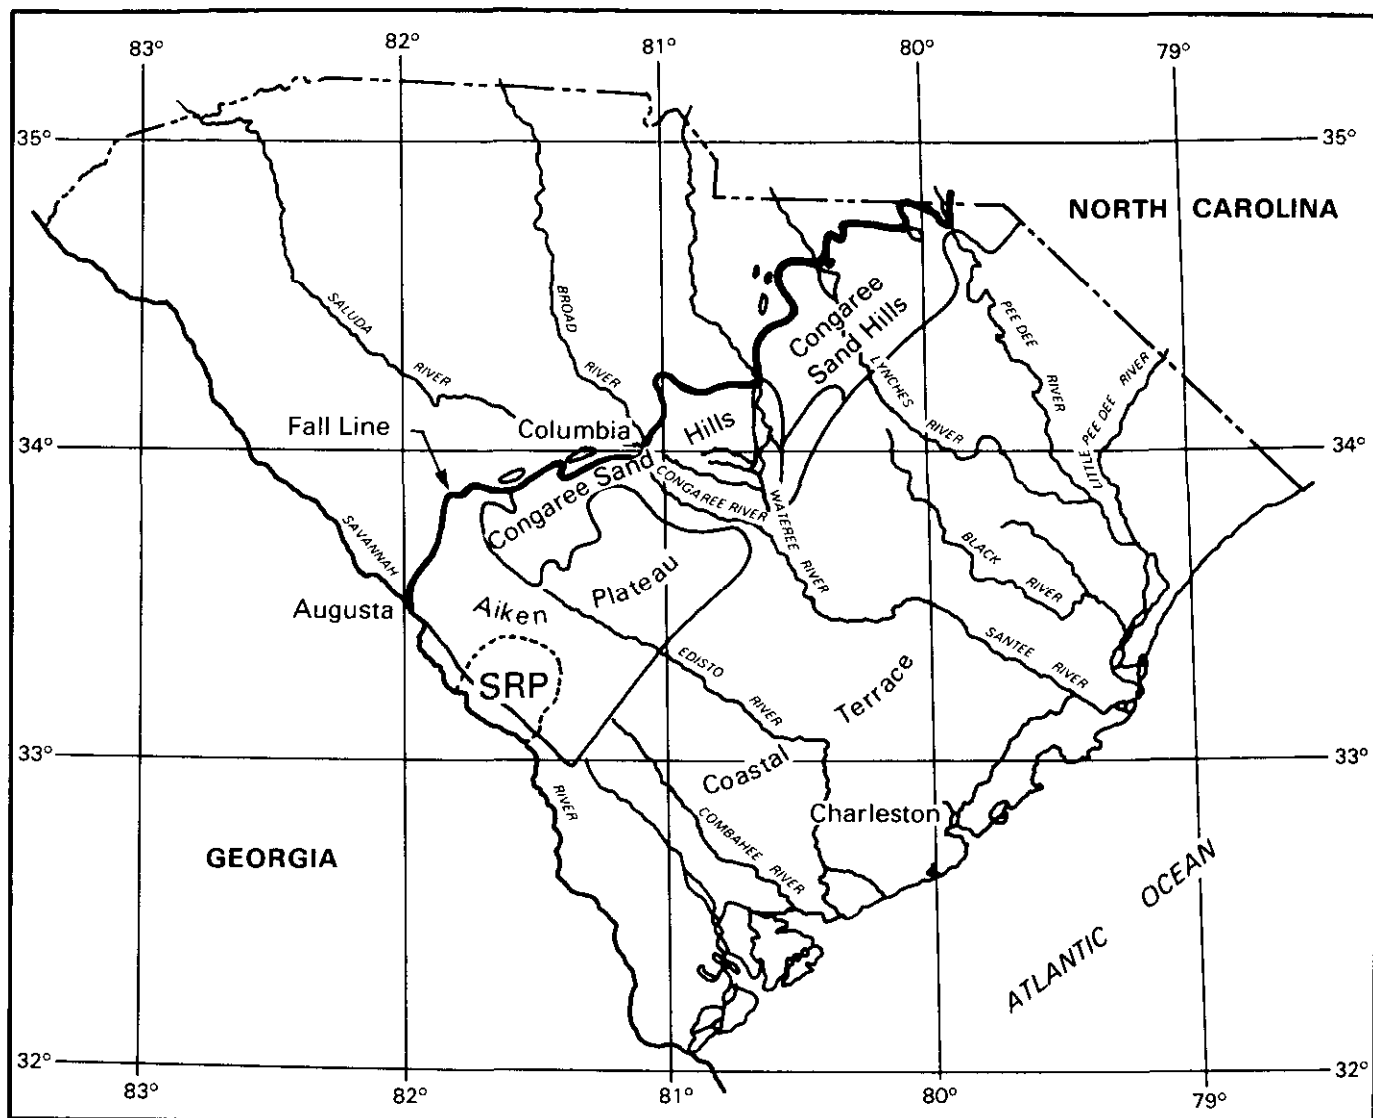 83° 82° 81° 80° 79°
35° 35°
NORTH CAROLINA
SALUDA
RIVER
BROAD
RIVER
Congaree
Sand Hills
PEE DEE
RIVER
LYNCHES
RIVER
LITTLE PEE DEE RIVER
Fall Line
Columbia
Hills
34° 34°
Congaree Sand
CONGAREE RIVER
WATEREE RIVER
SAVANNAH
BLACK
RIVER
Plateau
Augusta
Aiken
SANTEE RIVER
EDISTO
RIVER
SRP
Terrace
33° 33°
Coastal
RIVER
COMBAHEE RIVER
Charleston
GEORGIA
ATLANTIC OCEAN
32° 32°
83° 82° 81° 80° 79°